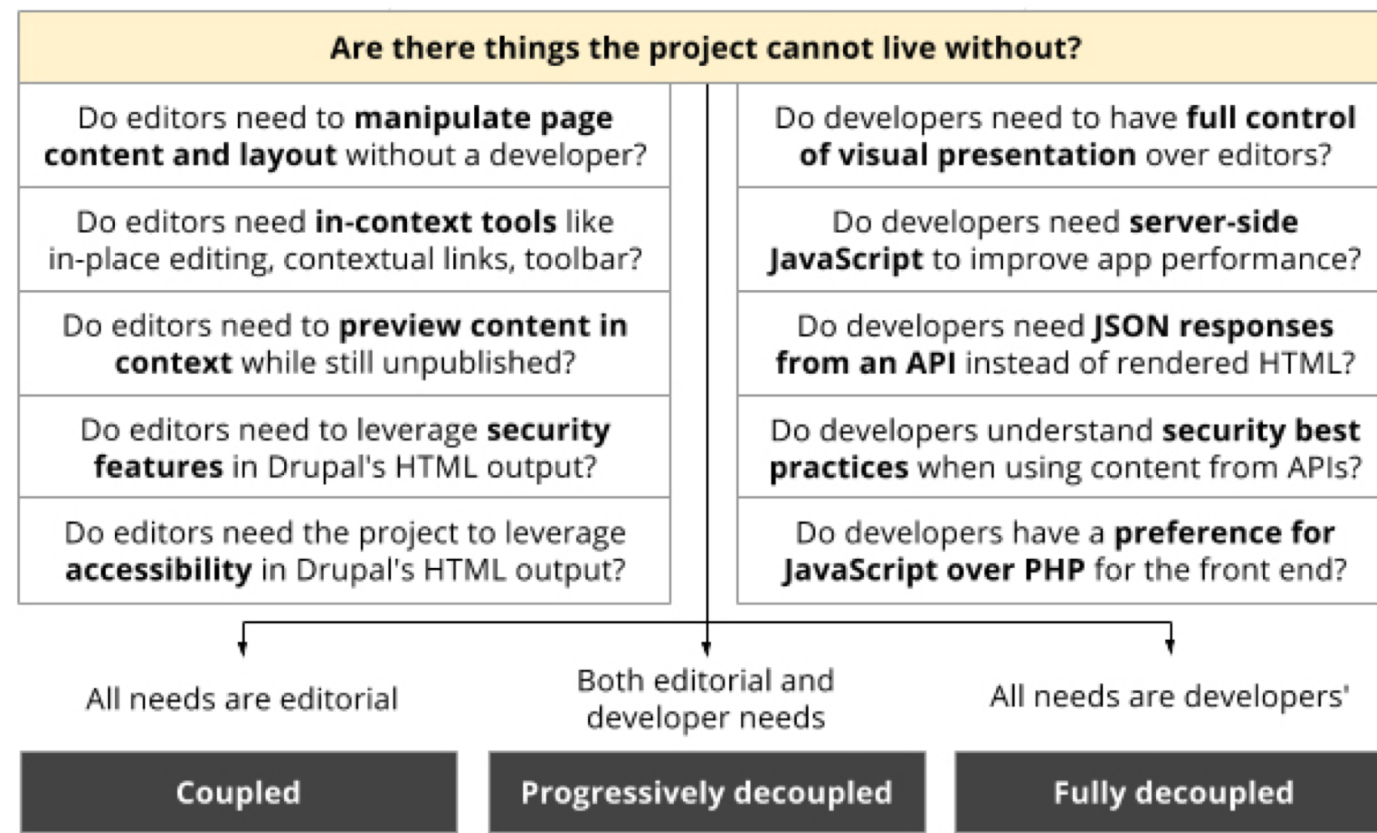 Are there things the project cannot live without?
Do editors need to manipulate page
content and layout without a developer?
Do editors need in-context tools like
in-place editing, contextual links, toolbar?
Do editors need to preview content in
context while still unpublished?
Do editors need to leverage security
features in Drupal's HTML output?
Do editors need the project to leverage
accessibility in Drupal's HTML output?
Do developers need to have full control
of visual presentation over editors?
Do developers need server-side
JavaScript to improve app performance?
Do developers need JSON responses
from an API instead of rendered HTML?
Do developers understand security best
practices when using content from APIs?
Do developers have a preference for
JavaScript over PHP for the front end?
All needs are editorial
Both editorial and
developer needs
All needs are developers'
Coupled
Progressively decoupled
Fully decoupled